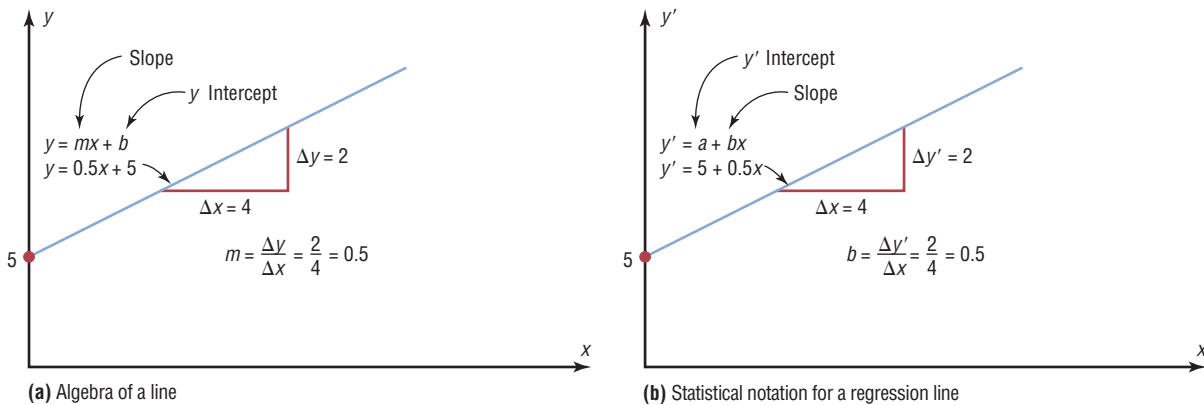 y
Slope
y Intercept
y = mx + b
y = 0.5x + 5
Δy = 2
Δx = 4
m = Δy/Δx = 2/4 = 0.5
5
x
(a) Algebra of a line
y′
y′ Intercept
Slope
y′ = a + bx
y′ = 5 + 0.5x
Δy′ = 2
Δx = 4
b = Δy′/Δx = 2/4 = 0.5
5
x
(b) Statistical notation for a regression line